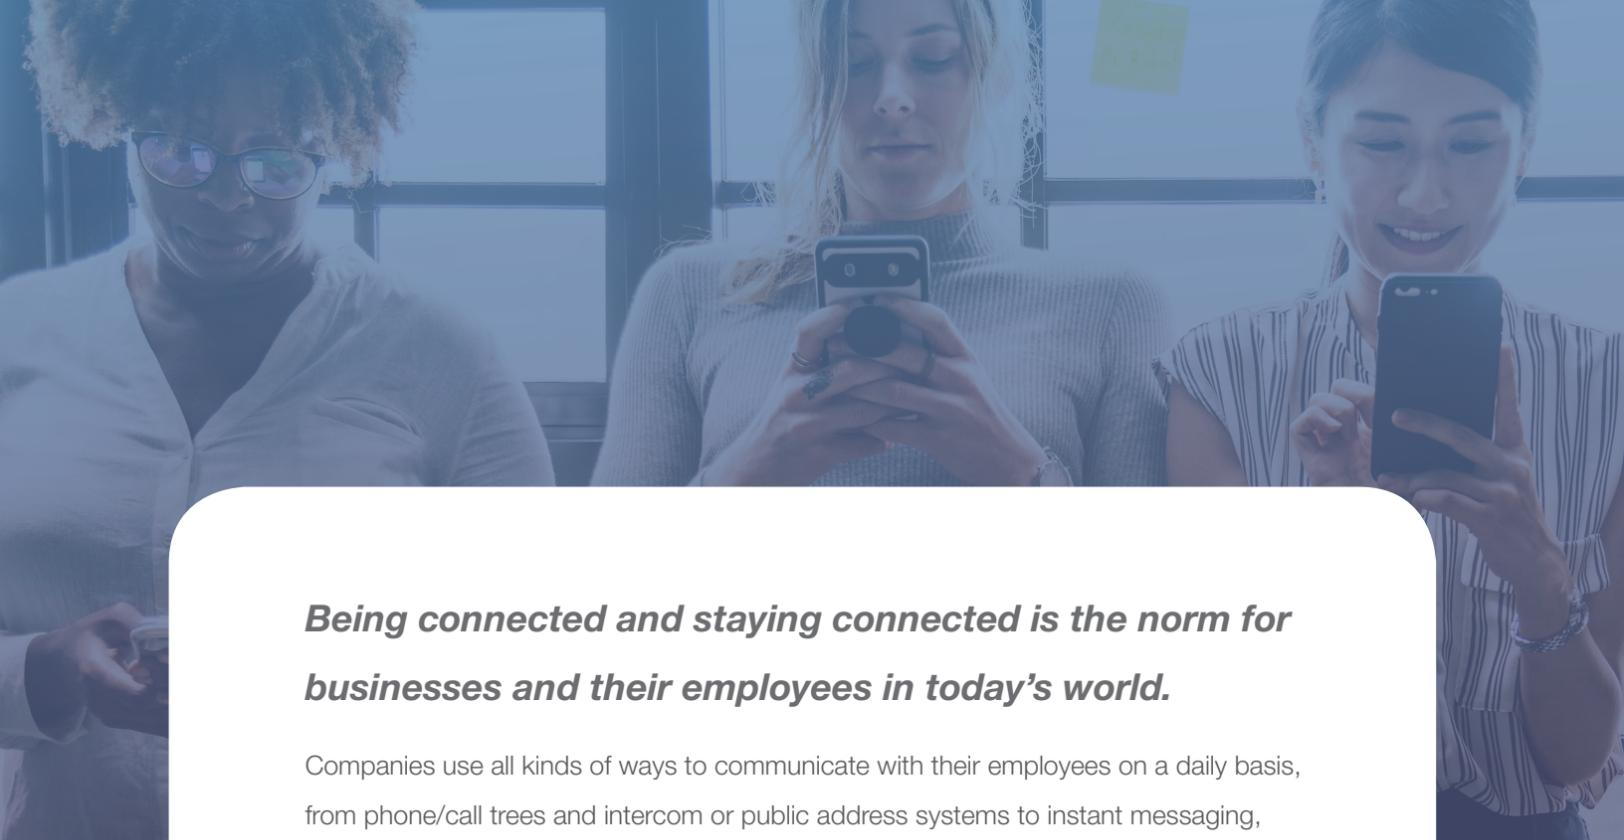 Being connected and staying connected is the norm for
businesses and their employees in today’s world.
Companies use all kinds of ways to communicate with their employees on a daily basis,
from phone/call trees and intercom or public address systems to instant messaging,